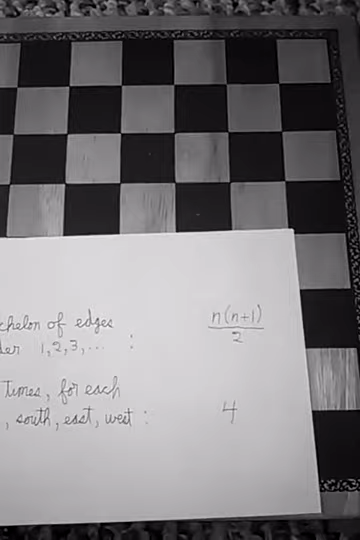 chelon of edges n(n+1)/2
der 1,2,3,... :
times, for each
, south, east, west : 4